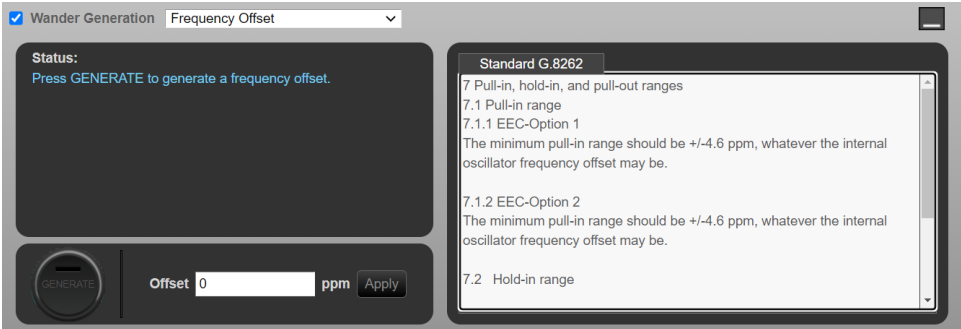 Wander Generation Frequency Offset
Status:
Press GENERATE to generate a frequency offset.
GENERATE
Offset 0 ppm Apply
Standard G.8262
7 Pull-in, hold-in, and pull-out ranges
7.1 Pull-in range
7.1.1 EEC-Option 1
The minimum pull-in range should be +/-4.6 ppm, whatever the internal
oscillator frequency offset may be.
7.1.2 EEC-Option 2
The minimum pull-in range should be +/-4.6 ppm, whatever the internal
oscillator frequency offset may be.
7.2 Hold-in range